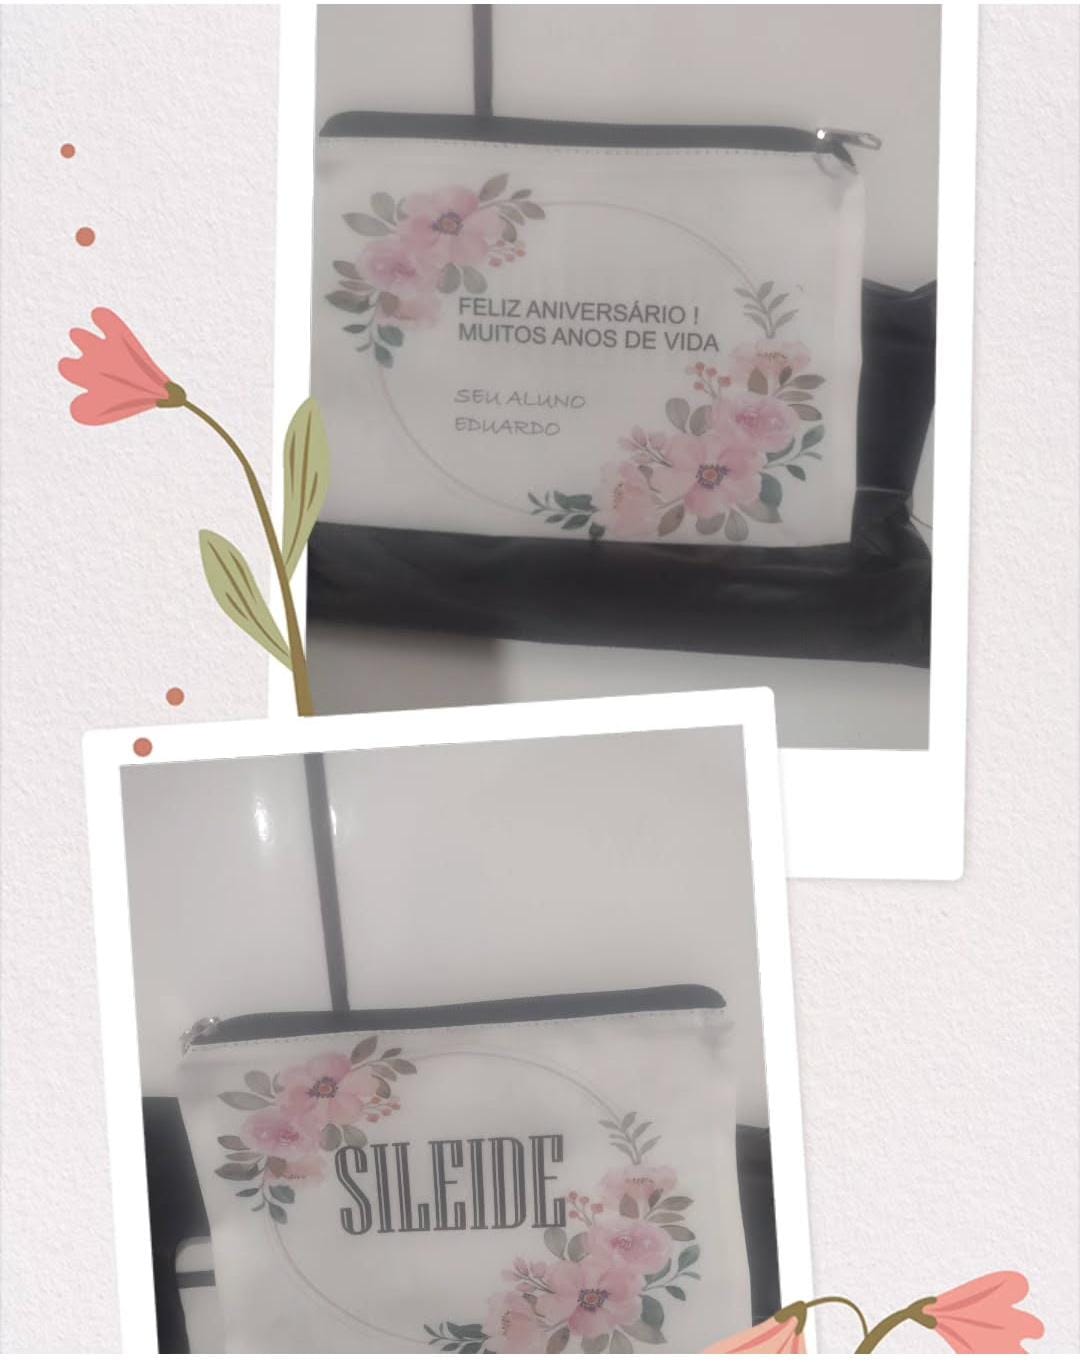 FELIZ ANIVERSÁRIO !
MUITOS ANOS DE VIDA
SEU ALUNO
EDUARDO
SILEIDE